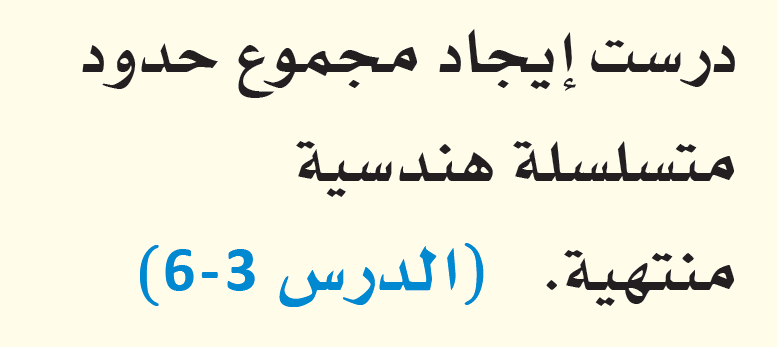 درست إيجاد مجموع حدود
متسلسلة هندسية
منتهية. (الدرس 3-6)